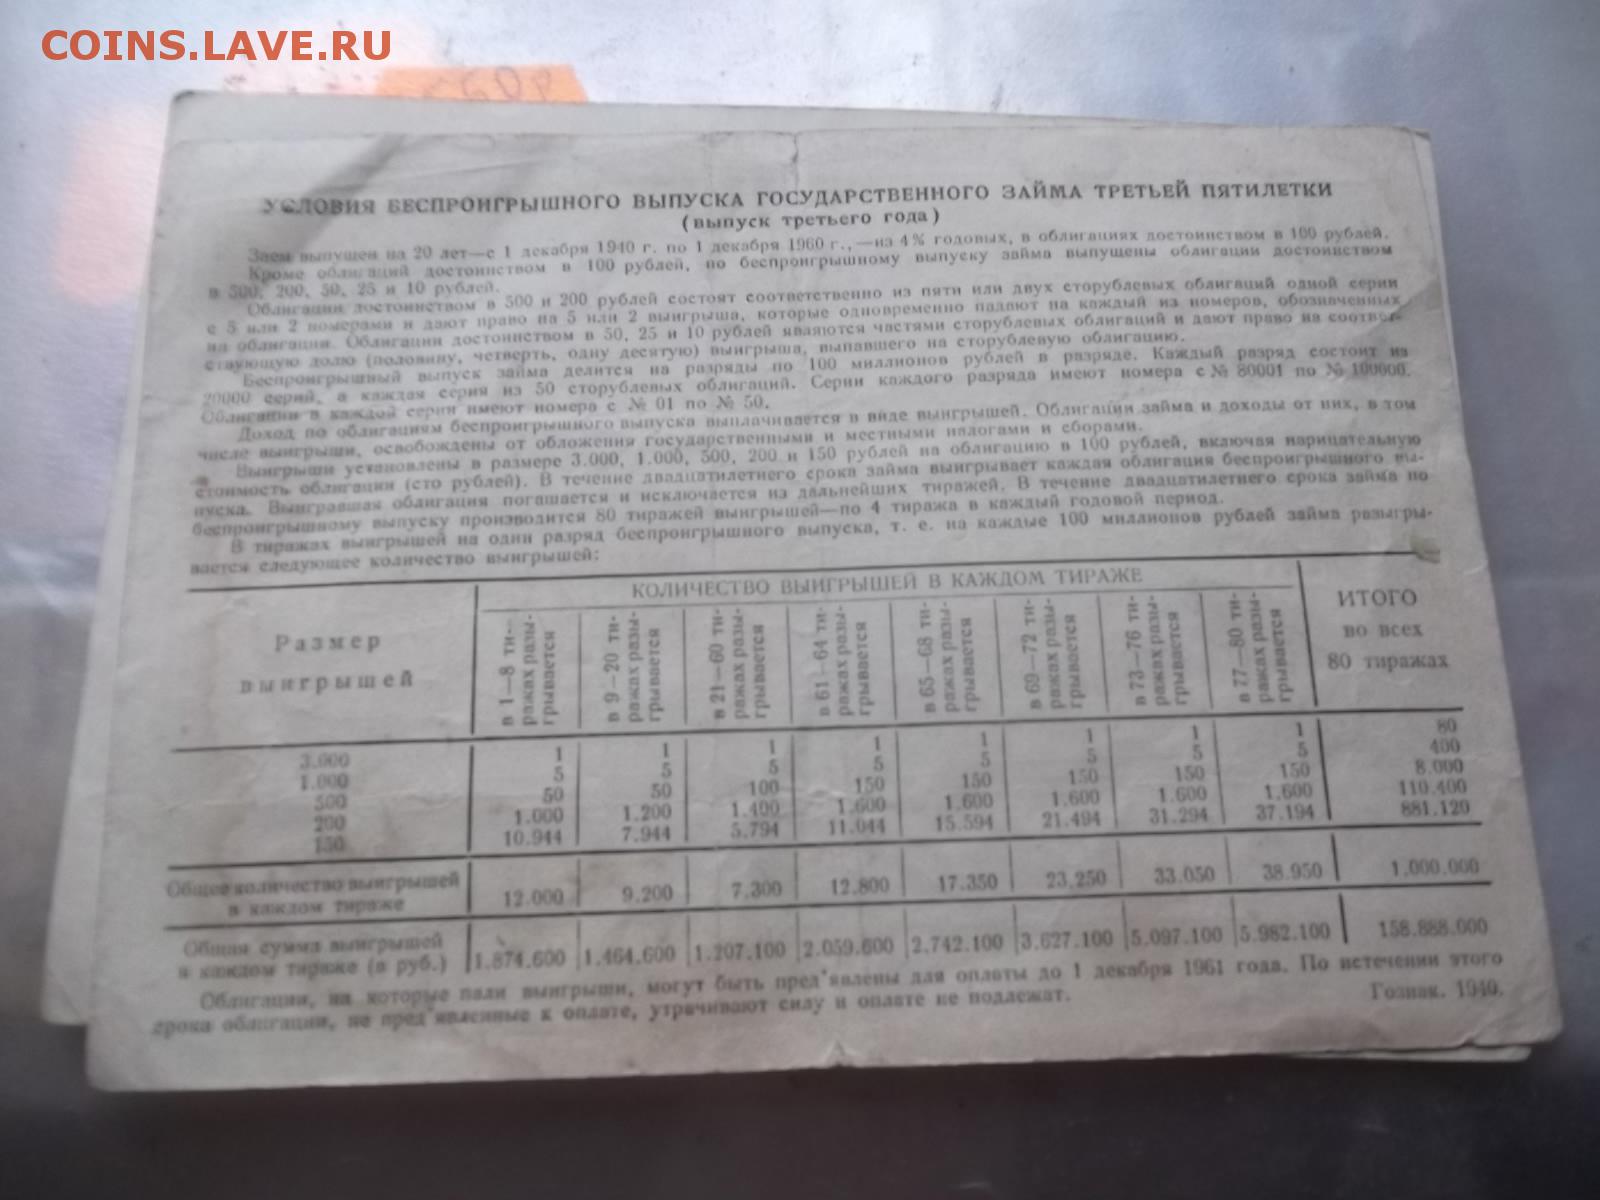 COINS.LAVE.RU
УСЛОВИЯ БЕСПРОИГРЫШНОГО ВЫПУСКА ГОСУДАРСТВЕННОГО ЗАЙМА ТРЕТЬЕЙ ПЯТИЛЕТКИ
(выпуск третьего года)
Заем выпушен на 20 лет—с 1 декабря 1940 г. по 1 декабря 1960 г.,—из 4% годовых, в облигациях достоинством в 100 рублей.
Кроме облигаций достоинством в 100 рублей, по беспроигрышному выпуску займа выпущены облигации достоинством
в 500, 200, 50, 25 и 10 рублей.
Облигации достоинством в 500 и 200 рублей состоят соответственно из пяти или двух сторублевых облигаций одной серии
с 5 или 2 номерами и дают право на 5 или 2 выигрыша, которые одновременно падают на каждый из номеров, обозначенных
на облигации. Облигации достоинством в 50, 25 и 10 рублей являются частями сторублевых облигаций и дают право на соответ-
ствующую долю (половину, четверть, одну десятую) выигрыша, выпавшего на сторублевую облигацию.
Беспроигрышный выпуск займа делится на разряды по 100 миллионов рублей в разряде. Каждый разряд состоит из
20000 серий, а каждая серия из 50 сторублевых облигаций. Серии каждого разряда имеют номера с № 80001 по № 100000.
Облигации в каждой серии имеют номера с № 01 по № 50.
Доход по облигациям беспроигрышного выпуска выплачивается в виде выигрышей. Облигации займа и доходы от них, в том
числе выигрыши, освобождены от обложения государственными и местными налогами и сборами.
Выигрыши установлены в размере 3.000, 1.000, 500, 200 и 150 рублей на облигацию в 100 рублей, включая нарицательную
стоимость облигации (сто рублей). В течение двадцатилетнего срока займа выигрывает каждая облигация беспроигрышного вы-
пуска. Выигравшая облигация погашается и исключается из дальнейших тиражей. В течение двадцатилетнего срока займа по
беспроигрышному выпуску производится 80 тиражей выигрышей—по 4 тиража в каждый годовой период.
В тиражах выигрышей на один разряд беспроигрышного выпуска, т. е. на каждые 100 миллионов рублей займа разыгры-
вается следующее количество выигрышей:
КОЛИЧЕСТВО ВЫИГРЫШЕЙ В КАЖДОМ ТИРАЖЕ
Размер
выигрышей
в 1—8 ти-
ражах разы-
грывается
в 9—20 ти-
ражах разы-
грывается
в 21—60 ти-
ражах разы-
грывается
в 61—64 ти-
ражах разы-
грывается
в 65—68 ти-
ражах разы-
грывается
в 69—72 ти-
ражах разы-
грывается
в 73—76 ти-
ражах разы-
грывается
в 77—80 ти-
ражах разы-
грывается
ИТОГО
во всех
80 тиражах
3.000 1 1 1 1 1 1 1 1 80
1.000 5 5 5 5 5 5 5 5 400
500 50 50 100 150 150 150 150 150 8.000
200 1.000 1.200 1.400 1.600 1.600 1.600 1.600 1.600 110.400
150 10.944 7.944 5.794 11.044 15.594 21.494 31.294 37.194 881.120
Общее количество выигрышей
в каждом тираже 12.000 9.200 7.300 12.800 17.350 23.250 33.050 38.950 1.000.000
Общая сумма выигрышей
в каждом тираже (в руб.) 1.874.600 1.464.600 1.207.100 2.059.600 2.742.100 3.627.100 5.097.100 5.982.100 158.888.000
Облигации, на которые пали выигрыши, могут быть пред'явлены для оплаты до 1 декабря 1961 года. По истечении этого
срока облигации, не пред'явленные к оплате, утрачивают силу и оплате не подлежат.
Гознак. 1940.